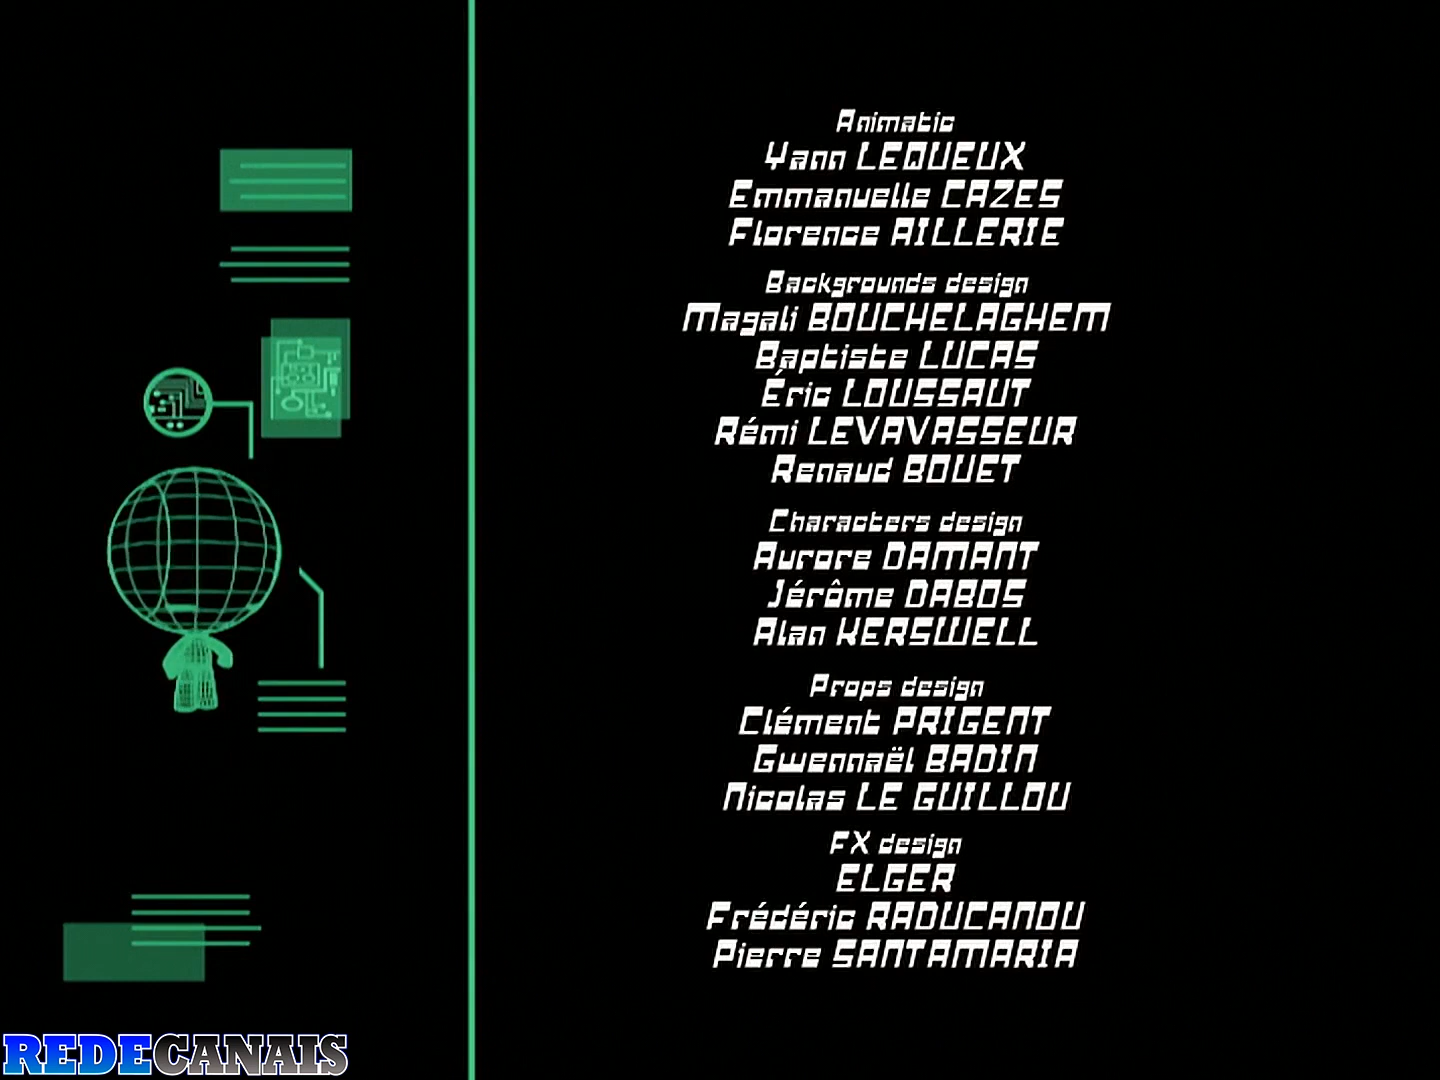 Animatic
Yann LEQUEUX
Emmanuelle CAZES
Florence AILLERIE
Backgrounds design
Magali BOUCHELAGHEM
Baptiste LUCAS
Éric LOUSSAUT
Rémi LEVAVASSEUR
Renaud BOUET
Characters design
Aurore DAMANT
Jérôme DABOS
Alan KERSWELL
Props design
Clément PRIGENT
Gwennaël BADIN
Nicolas LE GUILLOU
FX design
ELGER
Frédéric RADUCANOU
Pierre SANTAMARIA
REDECANAIS